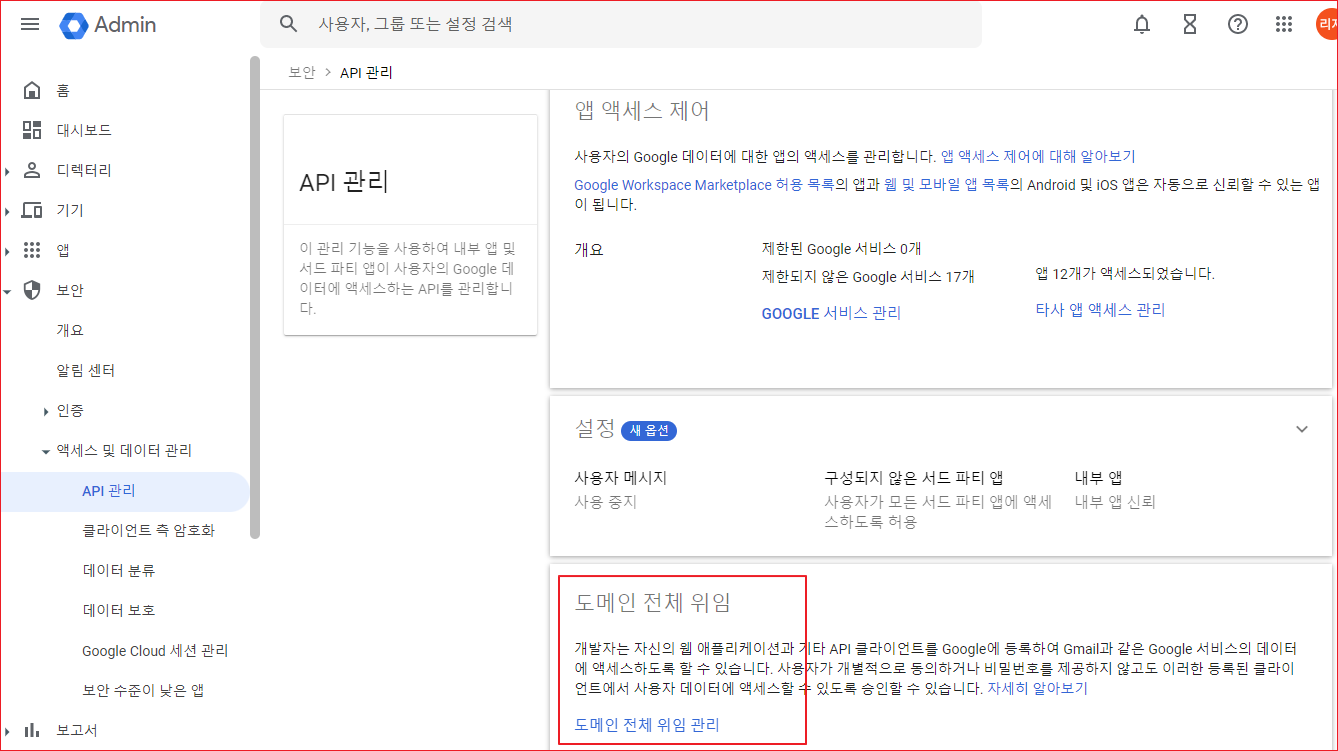 Admin
사용자, 그룹 또는 설정 검색
리저
보안 > API 관리
홈
대시보드
디렉터리
기기
앱
보안
개요
알림 센터
인증
액세스 및 데이터 관리
API 관리
클라이언트 측 암호화
데이터 분류
데이터 보호
Google Cloud 세션 관리
보안 수준이 낮은 앱
보고서
API 관리
이 관리 기능을 사용하여 내부 앱 및
서드 파티 앱이 사용자의 Google 데
이터에 액세스하는 API를 관리합니
다.
앱 액세스 제어
사용자의 Google 데이터에 대한 앱의 액세스를 관리합니다. 앱 액세스 제어에 대해 알아보기
Google Workspace Marketplace 허용 목록의 앱과 웹 및 모바일 앱 목록의 Android 및 iOS 앱은 자동으로 신뢰할 수 있는 앱
이 됩니다.
개요
제한된 Google 서비스 0개
제한되지 않은 Google 서비스 17개
GOOGLE 서비스 관리
앱 12개가 액세스되었습니다.
타사 앱 액세스 관리
설정 새 옵션
사용자 메시지
사용 중지
구성되지 않은 서드 파티 앱
사용자가 모든 서드 파티 앱에 액세
스하도록 허용
내부 앱
내부 앱 신뢰
도메인 전체 위임
개발자는 자신의 웹 애플리케이션과 기타 API 클라이언트를 Google에 등록하여 Gmail과 같은 Google 서비스의 데이터
에 액세스하도록 할 수 있습니다. 사용자가 개별적으로 동의하거나 비밀번호를 제공하지 않고도 이러한 등록된 클라이
언트에서 사용자 데이터에 액세스할 수 있도록 승인할 수 있습니다. 자세히 알아보기
도메인 전체 위임 관리